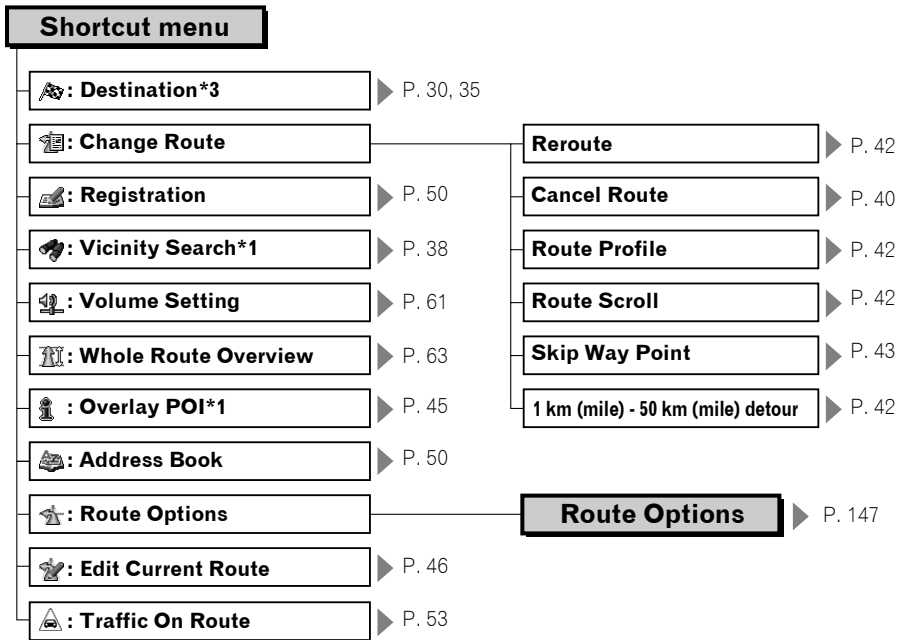 Shortcut menu
: Destination*3 P. 30, 35
: Change Route
Reroute P. 42
: Registration P. 50
Cancel Route P. 40
: Vicinity Search*1 P. 38
Route Profile P. 42
: Volume Setting P. 61
Route Scroll P. 42
: Whole Route Overview P. 63
Skip Way Point P. 43
: Overlay POI*1 P. 45
1 km (mile) - 50 km (mile) detour P. 42
: Address Book P. 50
: Route Options
Route Options P. 147
: Edit Current Route P. 46
: Traffic On Route P. 53